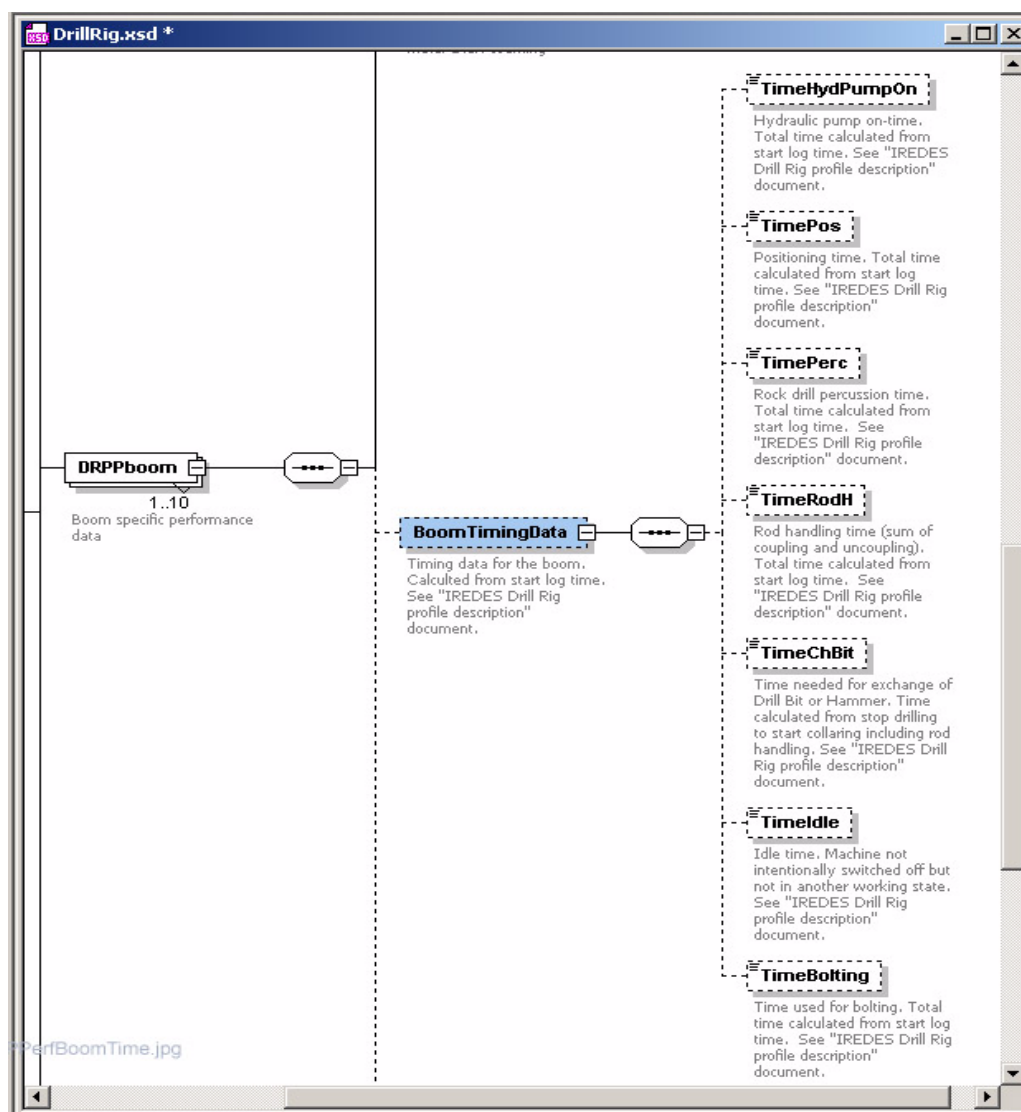 DrillRig.xsd *
TimeHydPumpOn
Hydraulic pump on-time.
Total time calculated from
start log time. See "IREDES
Drill Rig profile description"
document.
TimePos
Positioning time. Total time
calculated from start log
time. See "IREDES Drill Rig
profile description"
document.
TimePerc
Rock drill percussion time.
Total time calculated from
start log time.  See
"IREDES Drill Rig profile
description" document.
DRPPboom
1..10
Boom specific performance
data
BoomTimingData
Timing data for the boom.
Calculted from start log time.
See "IREDES Drill Rig
profile description"
document.
TimeRodH
Rod handling time (sum of
coupling and uncoupling).
Total time calculated from
start log time.  See
"IREDES Drill Rig profile
description" document.
TimeChBit
Time needed for exchange of
Drill Bit or Hammer. Time
calculated from stop drilling
to start collaring including rod
handling. See "IREDES Drill
Rig profile description"
document.
TimeIdle
Idle time. Machine not
intentionally switched off but
not in another working state.
See "IREDES Drill Rig
profile description"
document.
TimeBolting
Time used for bolting. Total
time calculated from start log
time.  See "IREDES Drill Rig
profile description"
document.
PerfBoomTime.jpg